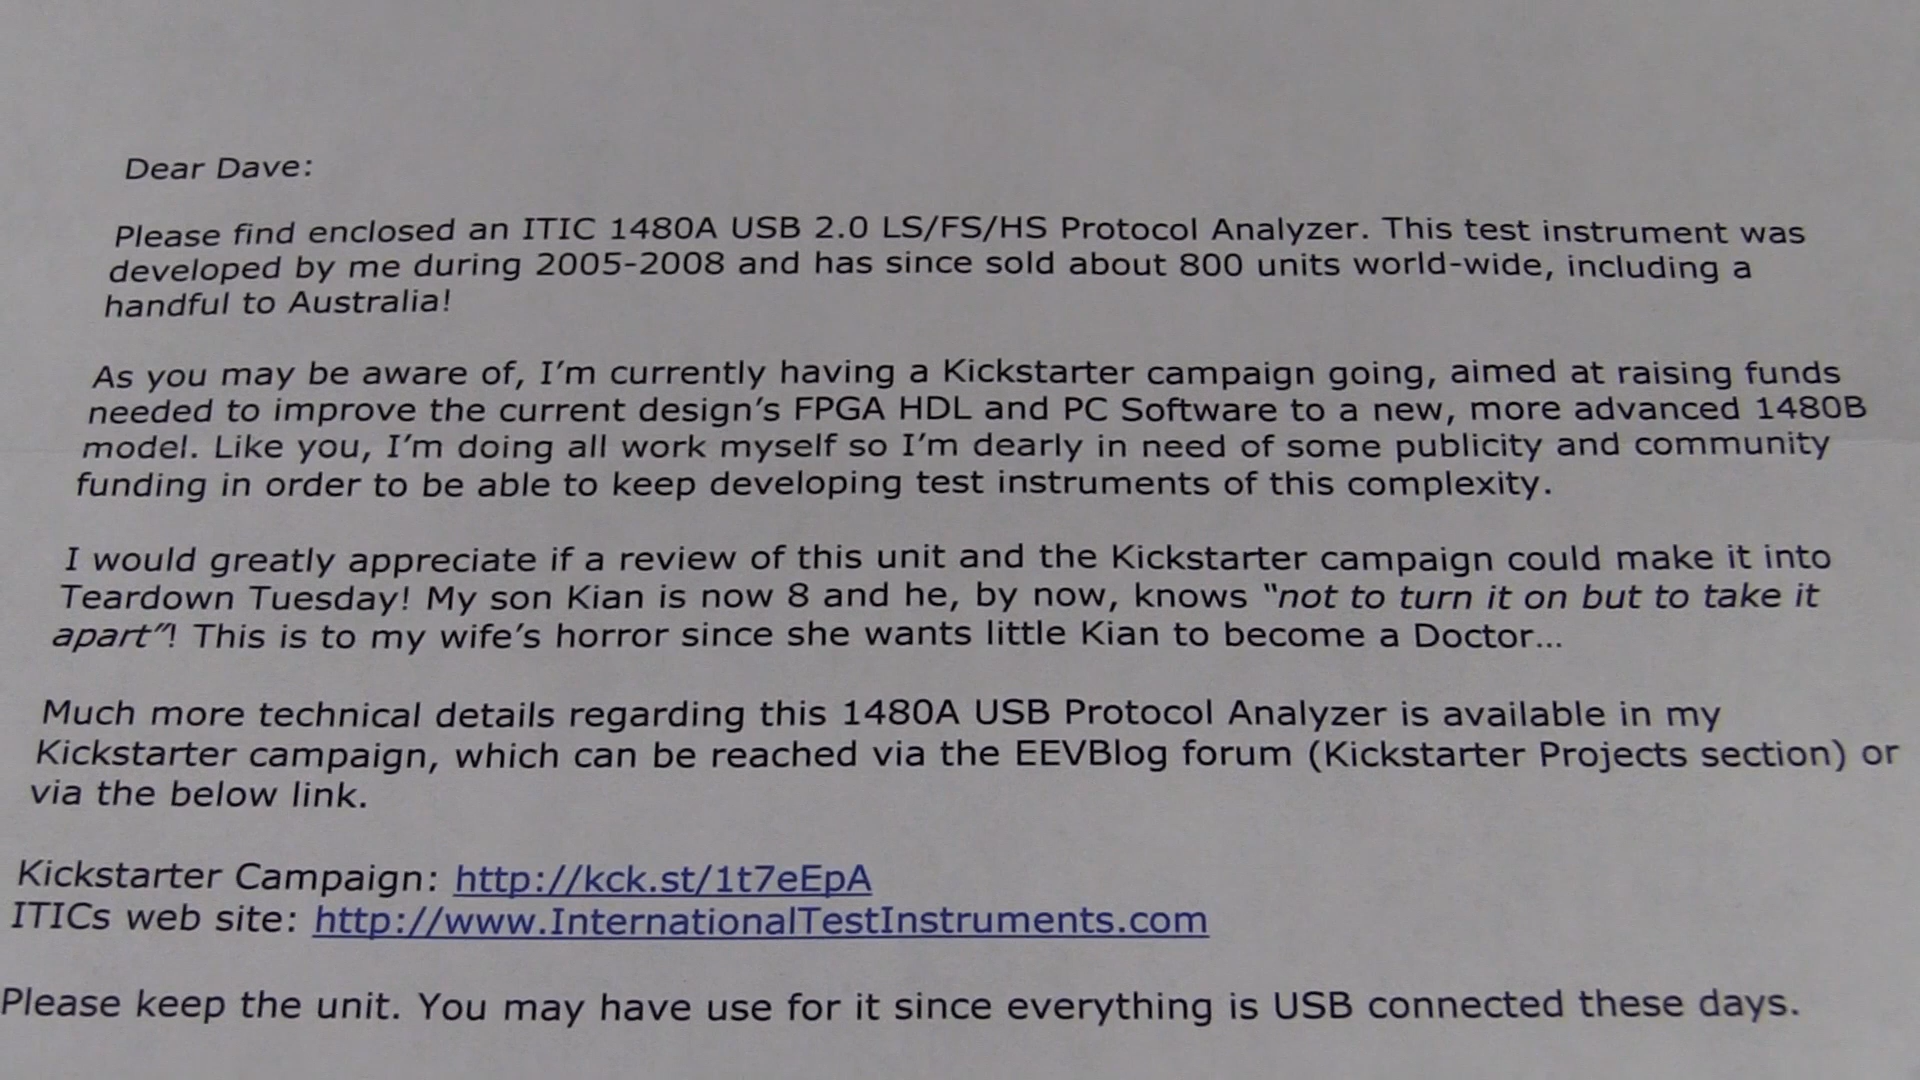 Dear Dave:
Please find enclosed an ITIC 1480A USB 2.0 LS/FS/HS Protocol Analyzer. This test instrument was
developed by me during 2005-2008 and has since sold about 800 units world-wide, including a
handful to Australia!
As you may be aware of, I'm currently having a Kickstarter campaign going, aimed at raising funds
needed to improve the current design's FPGA HDL and PC Software to a new, more advanced 1480B
model. Like you, I'm doing all work myself so I'm dearly in need of some publicity and community
funding in order to be able to keep developing test instruments of this complexity.
I would greatly appreciate if a review of this unit and the Kickstarter campaign could make it into
Teardown Tuesday! My son Kian is now 8 and he, by now, knows "not to turn it on but to take it
apart"! This is to my wife's horror since she wants little Kian to become a Doctor...
Much more technical details regarding this 1480A USB Protocol Analyzer is available in my
Kickstarter campaign, which can be reached via the EEVBlog forum (Kickstarter Projects section) or
via the below link.
Kickstarter Campaign: http://kck.st/1t7eEpA
ITICs web site: http://www.InternationalTestInstruments.com
Please keep the unit. You may have use for it since everything is USB connected these days.